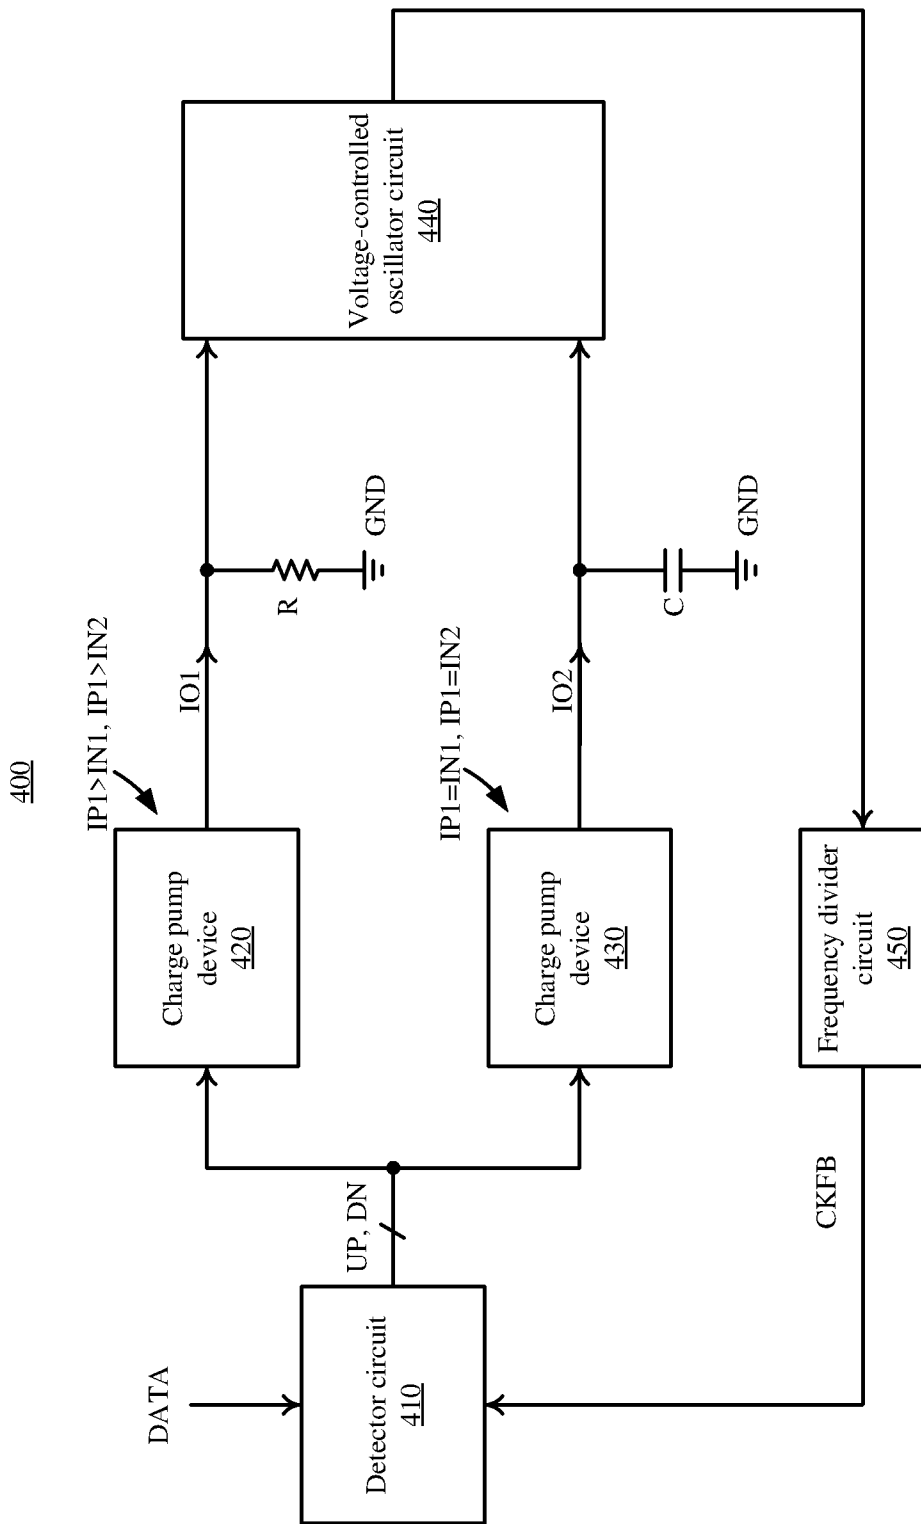 400
DATA
Detector circuit
410
UP, DN
Charge pump
device
420
IP1>IN1, IP1>IN2
IO1
R
GND
Charge pump
device
430
IP1=IN1, IP1=IN2
IO2
C
GND
Voltage-controlled
oscillator circuit
440
Frequency divider
circuit
450
CKFB